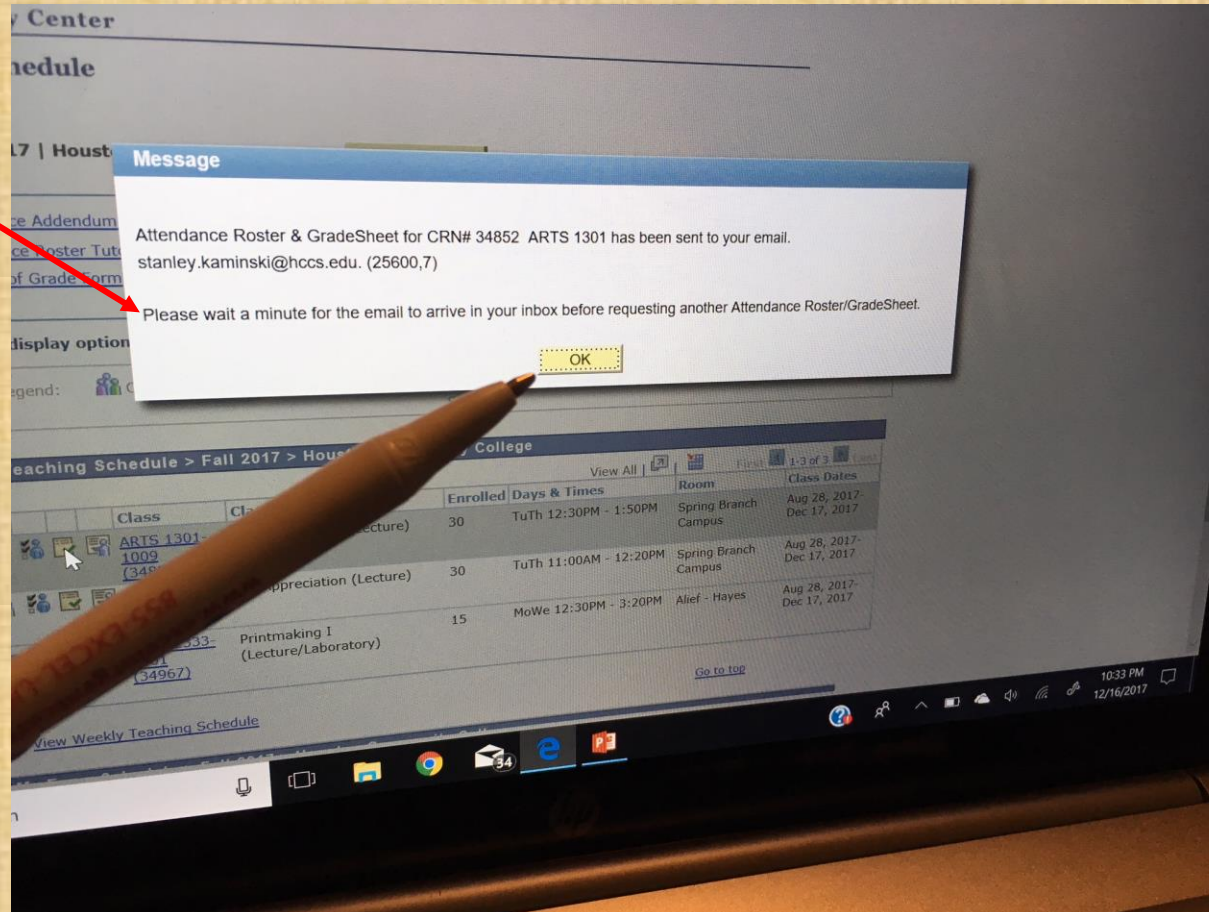 Center
hedule
17 | Houst
Message
ce Addendum
ce Roster Tuto
of Grade Form
Attendance Roster & GradeSheet for CRN# 34852 ARTS 1301 has been sent to your email.
stanley.kaminski@hccs.edu. (25600,7)
Please wait a minute for the email to arrive in your inbox before requesting another Attendance Roster/GradeSheet.
OK
display option
egend:
eaching Schedule > Fall 2017 > Hous College
View All | | First 1-3 of 3 Last
Class Enrolled Days & Times Room Class Dates
ARTS 1301-
1009
ecture) 30 TuTh 12:30PM - 1:50PM Spring Branch
Campus Aug 28, 2017-
Dec 17, 2017
preciation (Lecture) 30 TuTh 11:00AM - 12:20PM Spring Branch
Campus Aug 28, 2017-
Dec 17, 2017
Printmaking I
(Lecture/Laboratory) 15 MoWe 12:30PM - 3:20PM Alief - Hayes Aug 28, 2017-
Dec 17, 2017
(34967)
Go to top
View Weekly Teaching Schedule
34
10:33 PM
12/16/2017
hp